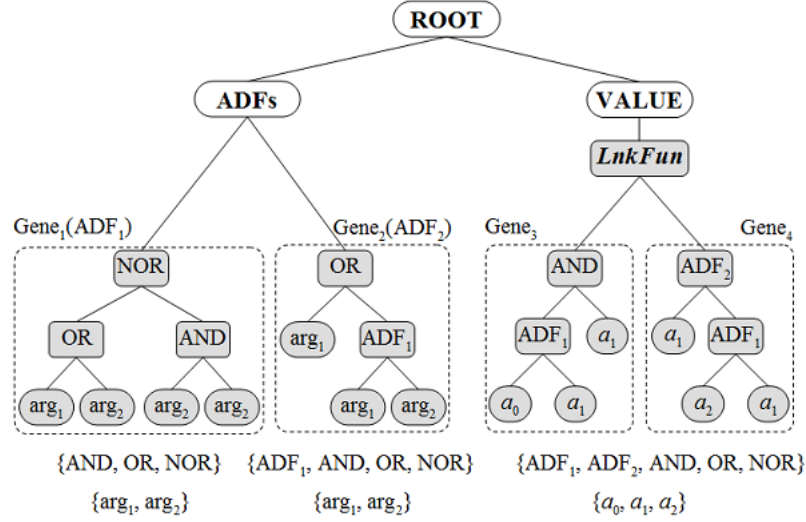 ROOT
ADFs VALUE
LnkFun
Gene₁(ADF₁) Gene₂(ADF₂) Gene₃ Gene₄
NOR OR AND ADF₂
OR AND arg₁ ADF₁ ADF₁ a₁ a₁ ADF₁
arg₁ arg₂ arg₂ arg₂ arg₁ arg₂ a₀ a₁ a₂ a₁
{AND, OR, NOR} {ADF₁, AND, OR, NOR} {ADF₁, ADF₂, AND, OR, NOR}
{arg₁, arg₂} {arg₁, arg₂} {a₀, a₁, a₂}